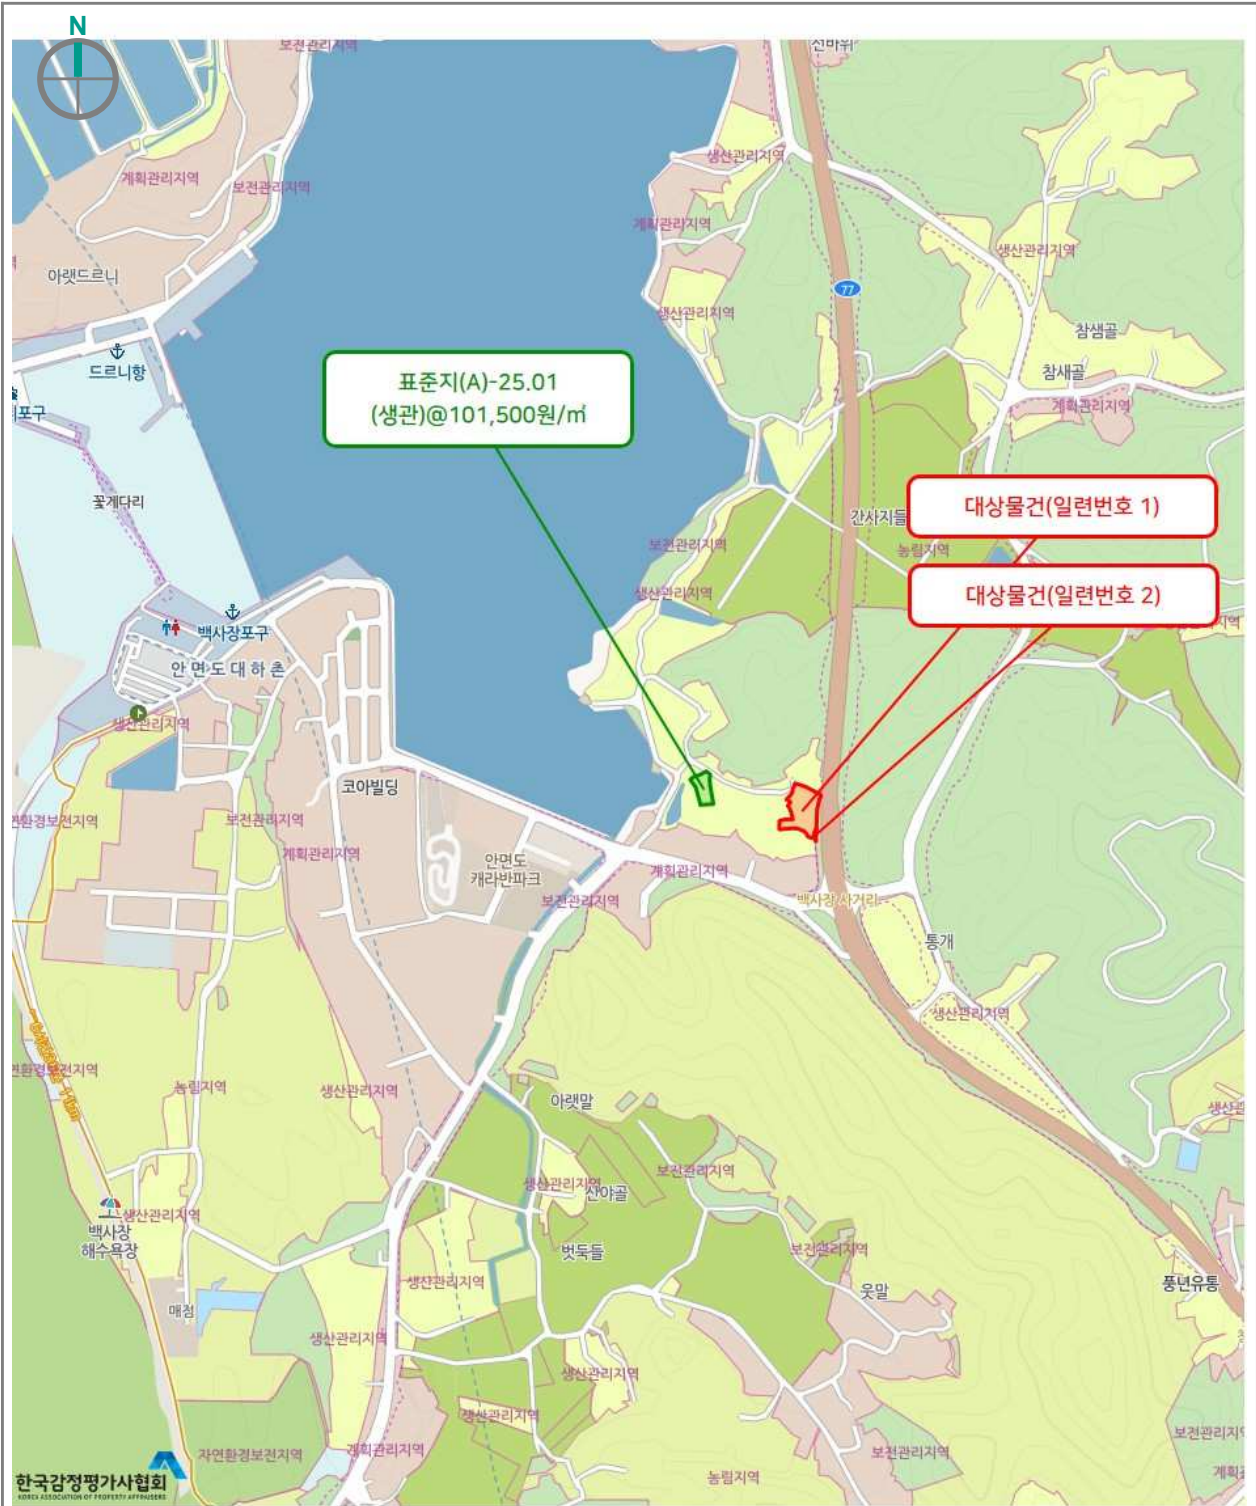 N
보전관리지역
선바위
생산관리지역
계획관리지역
보전관리지역
계획관리지역
생산관리지역
아랫드르니
77
생산관리지역
참샘골
드르니항
표준지(A)-25.01
(생관)@101,500원/㎡
참새골
계획관리지역
포구
대상물건(일련번호 1)
꽃게다리
간사지들
보전관리지역
농림지역
생산관리지역
대상물건(일련번호 2)
백사장포구
안면도대하촌
생산관리지역
코아빌딩
보전관리지역
계획관리지역
안면도
캐라반파크
계획관리지역
보전관리지역
백사장 사거리
통개
생산관리지역
농림지역
생산관리지역
아랫말
생산관리지역
산야골
보전관리지역
백사장
해수욕장
생산관리지역
벗둑들
보전관리지역
생산관리지역
웃말
풍년유통
매점
생산관리지역
생산관리지역
생산관리지역
자연환경보전지역
계획관리지역
보전관리지역
농림지역
보전관리지역
한국감정평가사협회
KOREA ASSOCIATION OF PROPERTY APPRAISERS